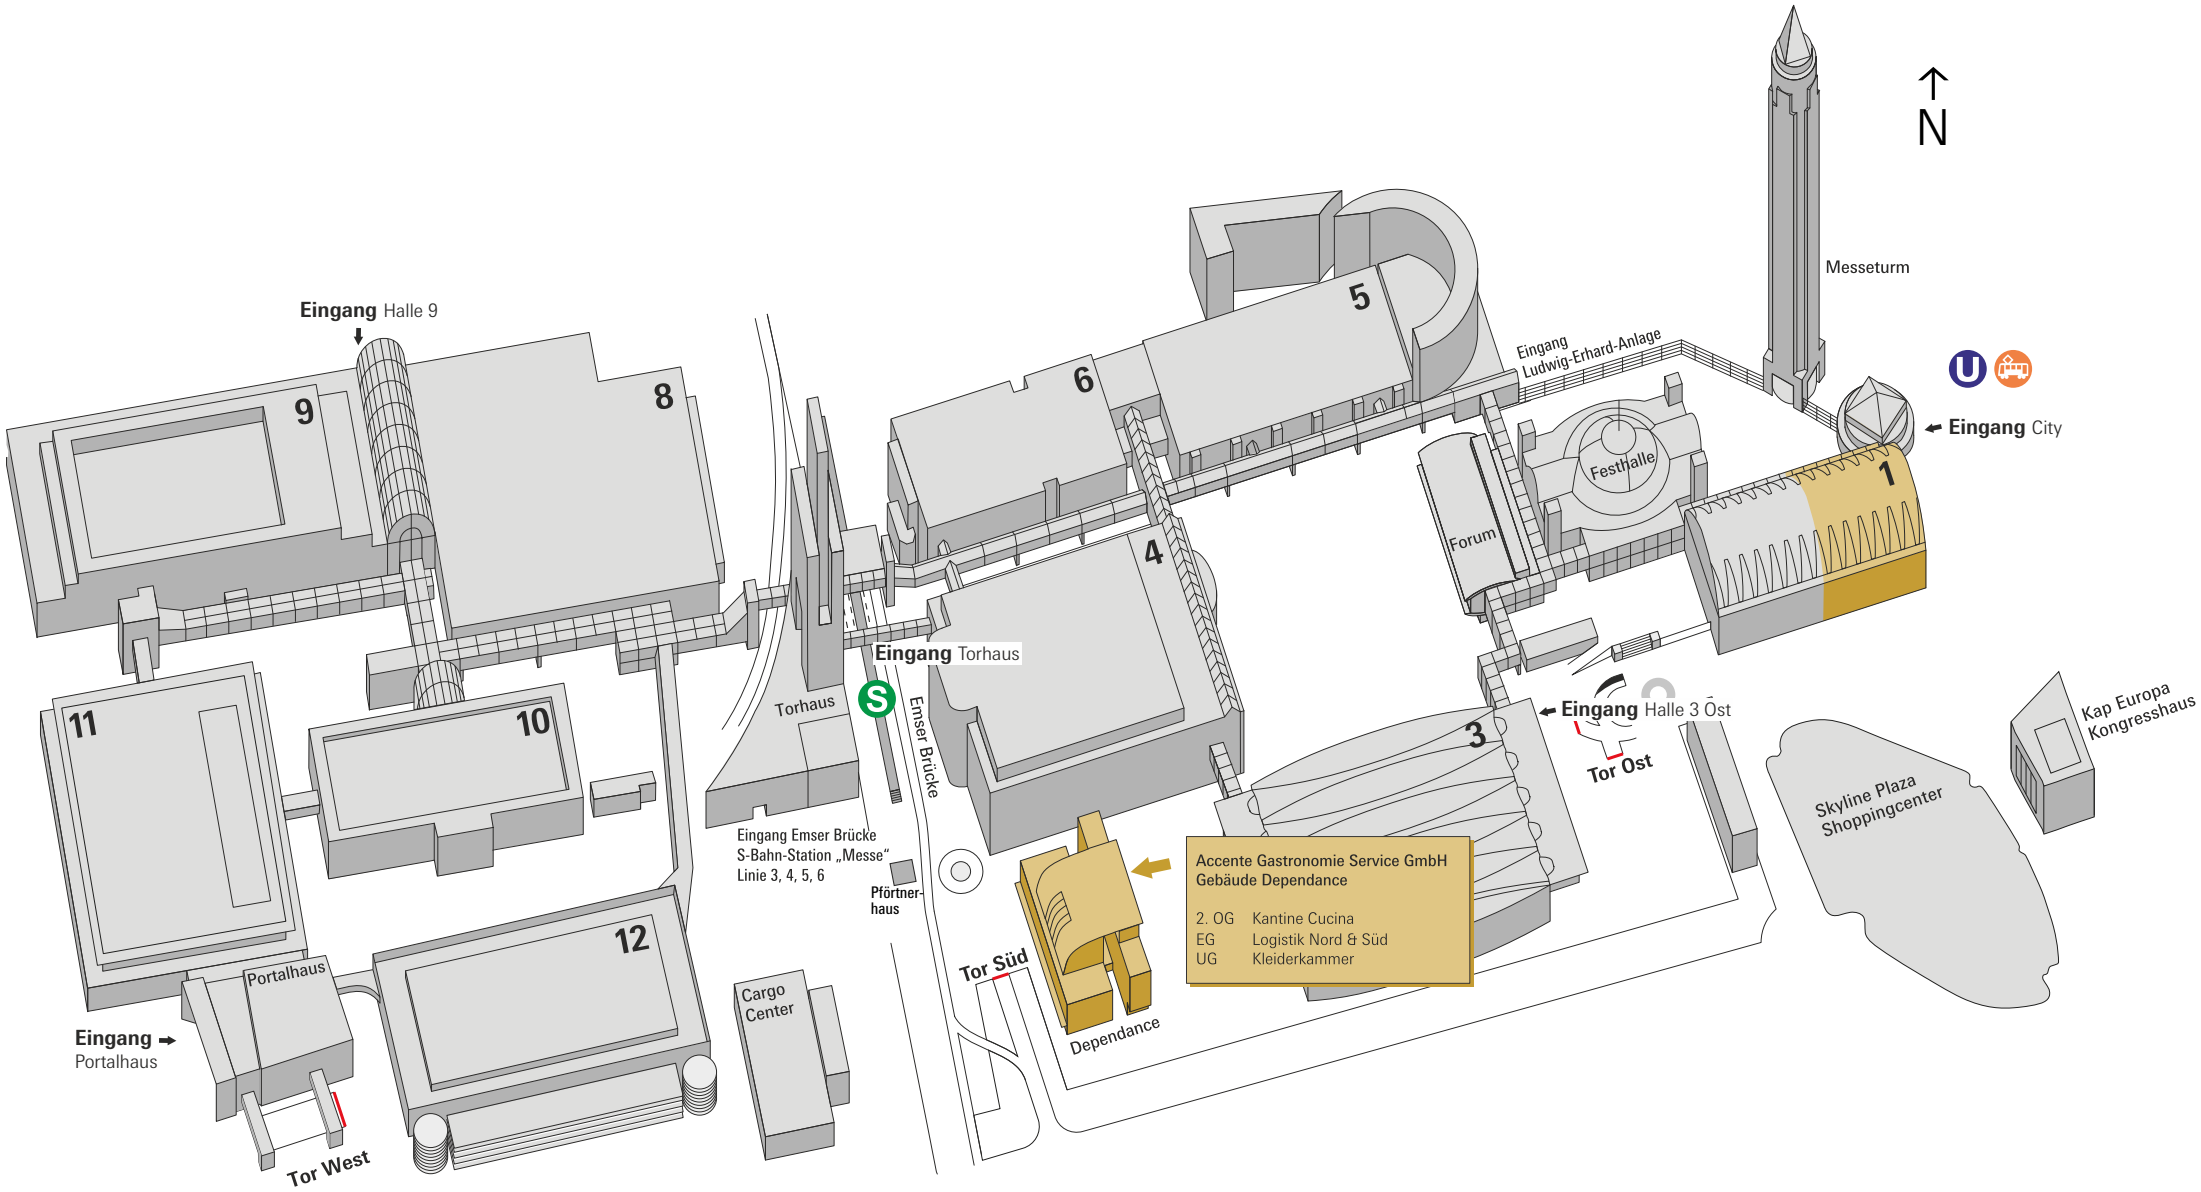 N
Messeturm
5
Eingang Halle 9
Eingang
Ludwig-Erhard-Anlage
U
6
8
9
Eingang City
Festhalle
1
Forum
4
Eingang Torhaus
S
Torhaus
Emser Brücke
11
10
3
Eingang Halle 3 Ost
Tor Ost
Kap Europa
Kongresshaus
Skyline Plaza
Shoppingcenter
Eingang Emser Brücke
S-Bahn-Station „Messe“
Linie 3, 4, 5, 6
Pförtner-
haus
Accente Gastronomie Service GmbH
Gebäude Dependance
2. OG Kantine Cucina
EG Logistik Nord & Süd
UG Kleiderkammer
12
Portalhaus
Tor Süd
Cargo
Center
Dependance
Eingang
Portalhaus
Tor West